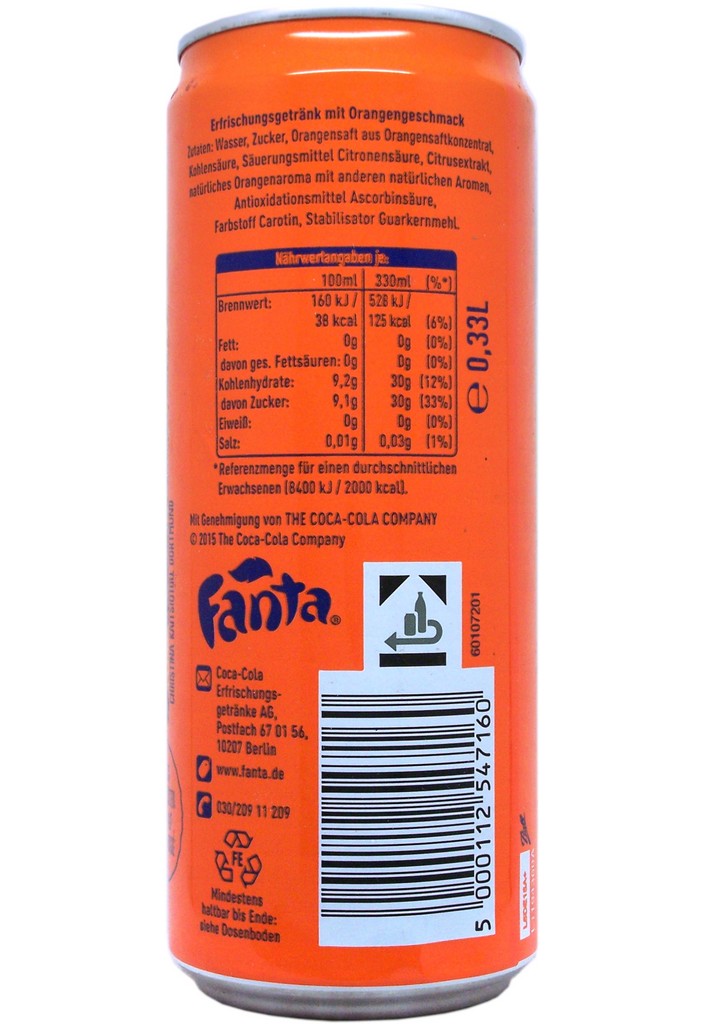 Erfrischungsgetränk mit Orangengeschmack
Zutaten: Wasser, Zucker, Orangensaft aus Orangensaftkonzentrat,
Kohlensäure, Säuerungsmittel Citronensäure, Citrusextrakt,
natürliches Orangenaroma mit anderen natürlichen Aromen,
Antioxidationsmittel Ascorbinsäure,
Farbstoff Carotin, Stabilisator Guarkernmehl.
Nährwertangaben je:
100ml 330ml (%*)
Brennwert: 160 kJ / 528 kJ /
38 kcal 125 kcal (6%)
Fett: 0g 0g (0%)
davon ges. Fettsäuren: 0g 0g (0%)
Kohlenhydrate: 9,2g 30g (12%)
davon Zucker: 9,1g 30g (33%)
Eiweiß: 0g 0g (0%)
Salz: 0,01g 0,03g (1%)
*Referenzmenge für einen durchschnittlichen
Erwachsenen (8400 kJ / 2000 kcal).
e 0,33L
Mit Genehmigung von THE COCA-COLA COMPANY
© 2015 The Coca-Cola Company
Fanta®
60107201
Coca-Cola
Erfrischungs-
getränke AG,
Postfach 67 01 56,
10207 Berlin
www.fanta.de
030/209 11 209
FE
Mindestens
haltbar bis Ende:
siehe Dosenboden
5 000112 547160
Ball